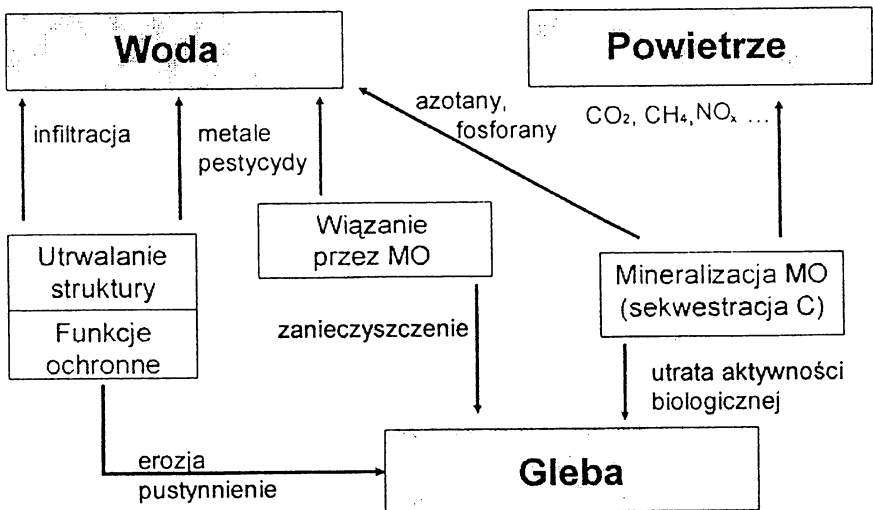 Woda
Powietrze
infiltracja
metale
pestycydy
azotany,
fosforany
CO₂, CH₄, NOₓ ...
Wiązanie
przez MO
Utrwalanie
struktury
Funkcje
ochronne
Mineralizacja MO
(sekwestracja C)
zanieczyszczenie
utrata aktywności
biologicznej
erozja
pustynnienie
Gleba